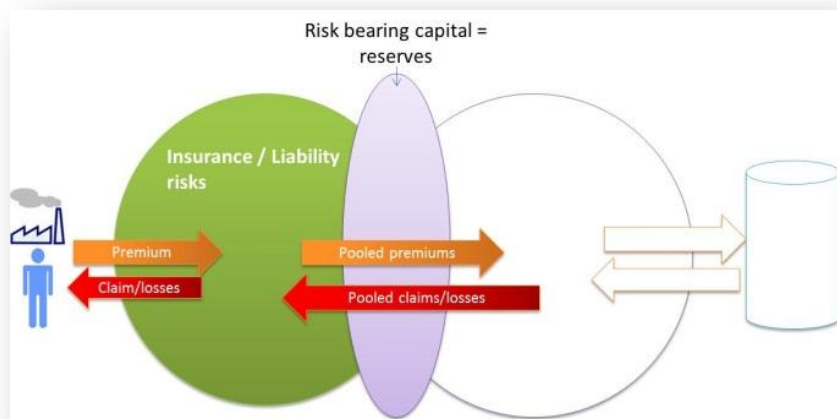 Risk bearing capital =
reserves
Insurance / Liability
risks
Premium
Pooled premiums
Claim/losses
Pooled claims/losses